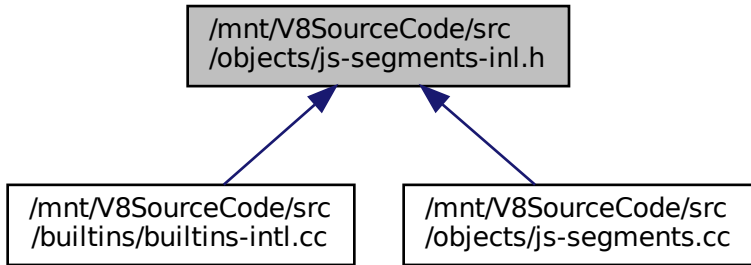 /mnt/V8SourceCode/src
/objects/js-segments-inl.h
/mnt/V8SourceCode/src
/builtins/builtins-intl.cc
/mnt/V8SourceCode/src
/objects/js-segments.cc